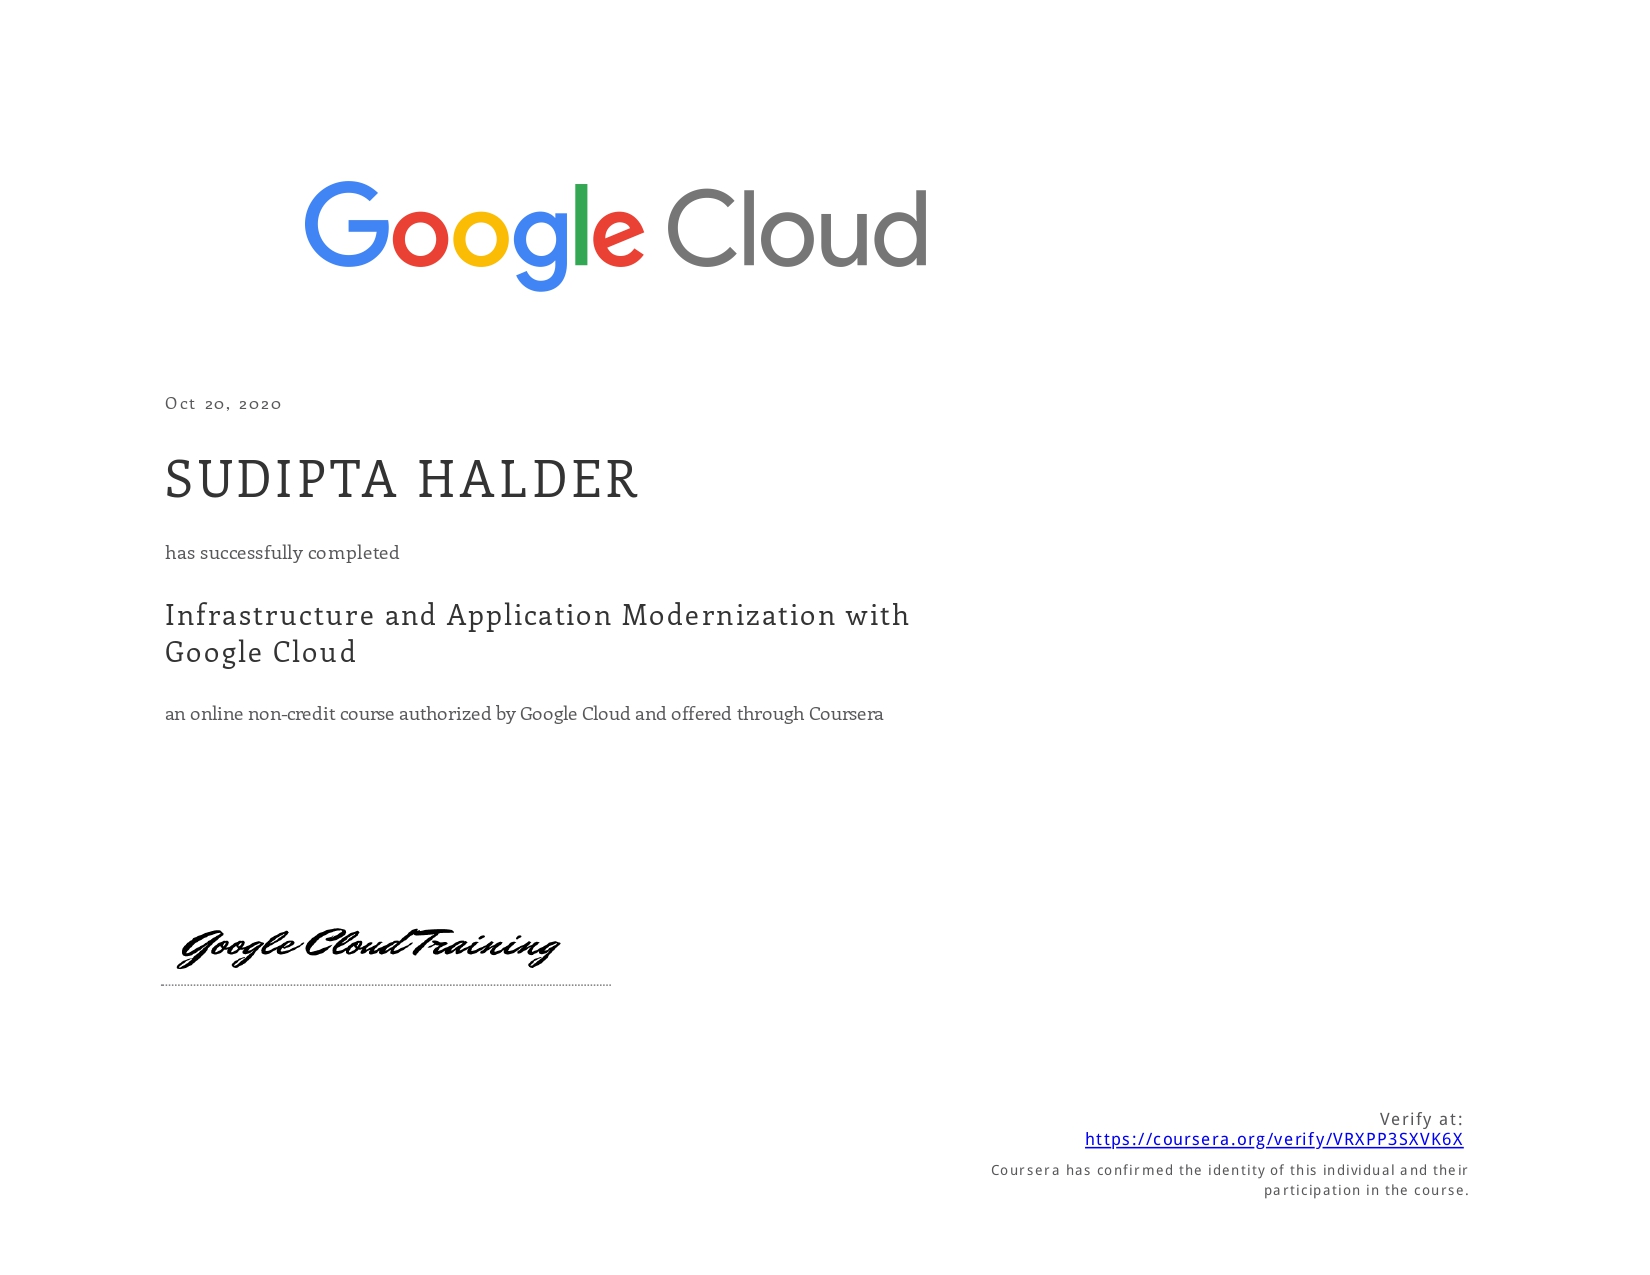 Google Cloud
Oct 20, 2020
SUDIPTA HALDER
has successfully completed
Infrastructure and Application Modernization with
Google Cloud
an online non-credit course authorized by Google Cloud and offered through Coursera
Google Cloud Training
Verify at:
https://coursera.org/verify/VRXPP3SXVK6X
Coursera has confirmed the identity of this individual and their
participation in the course.